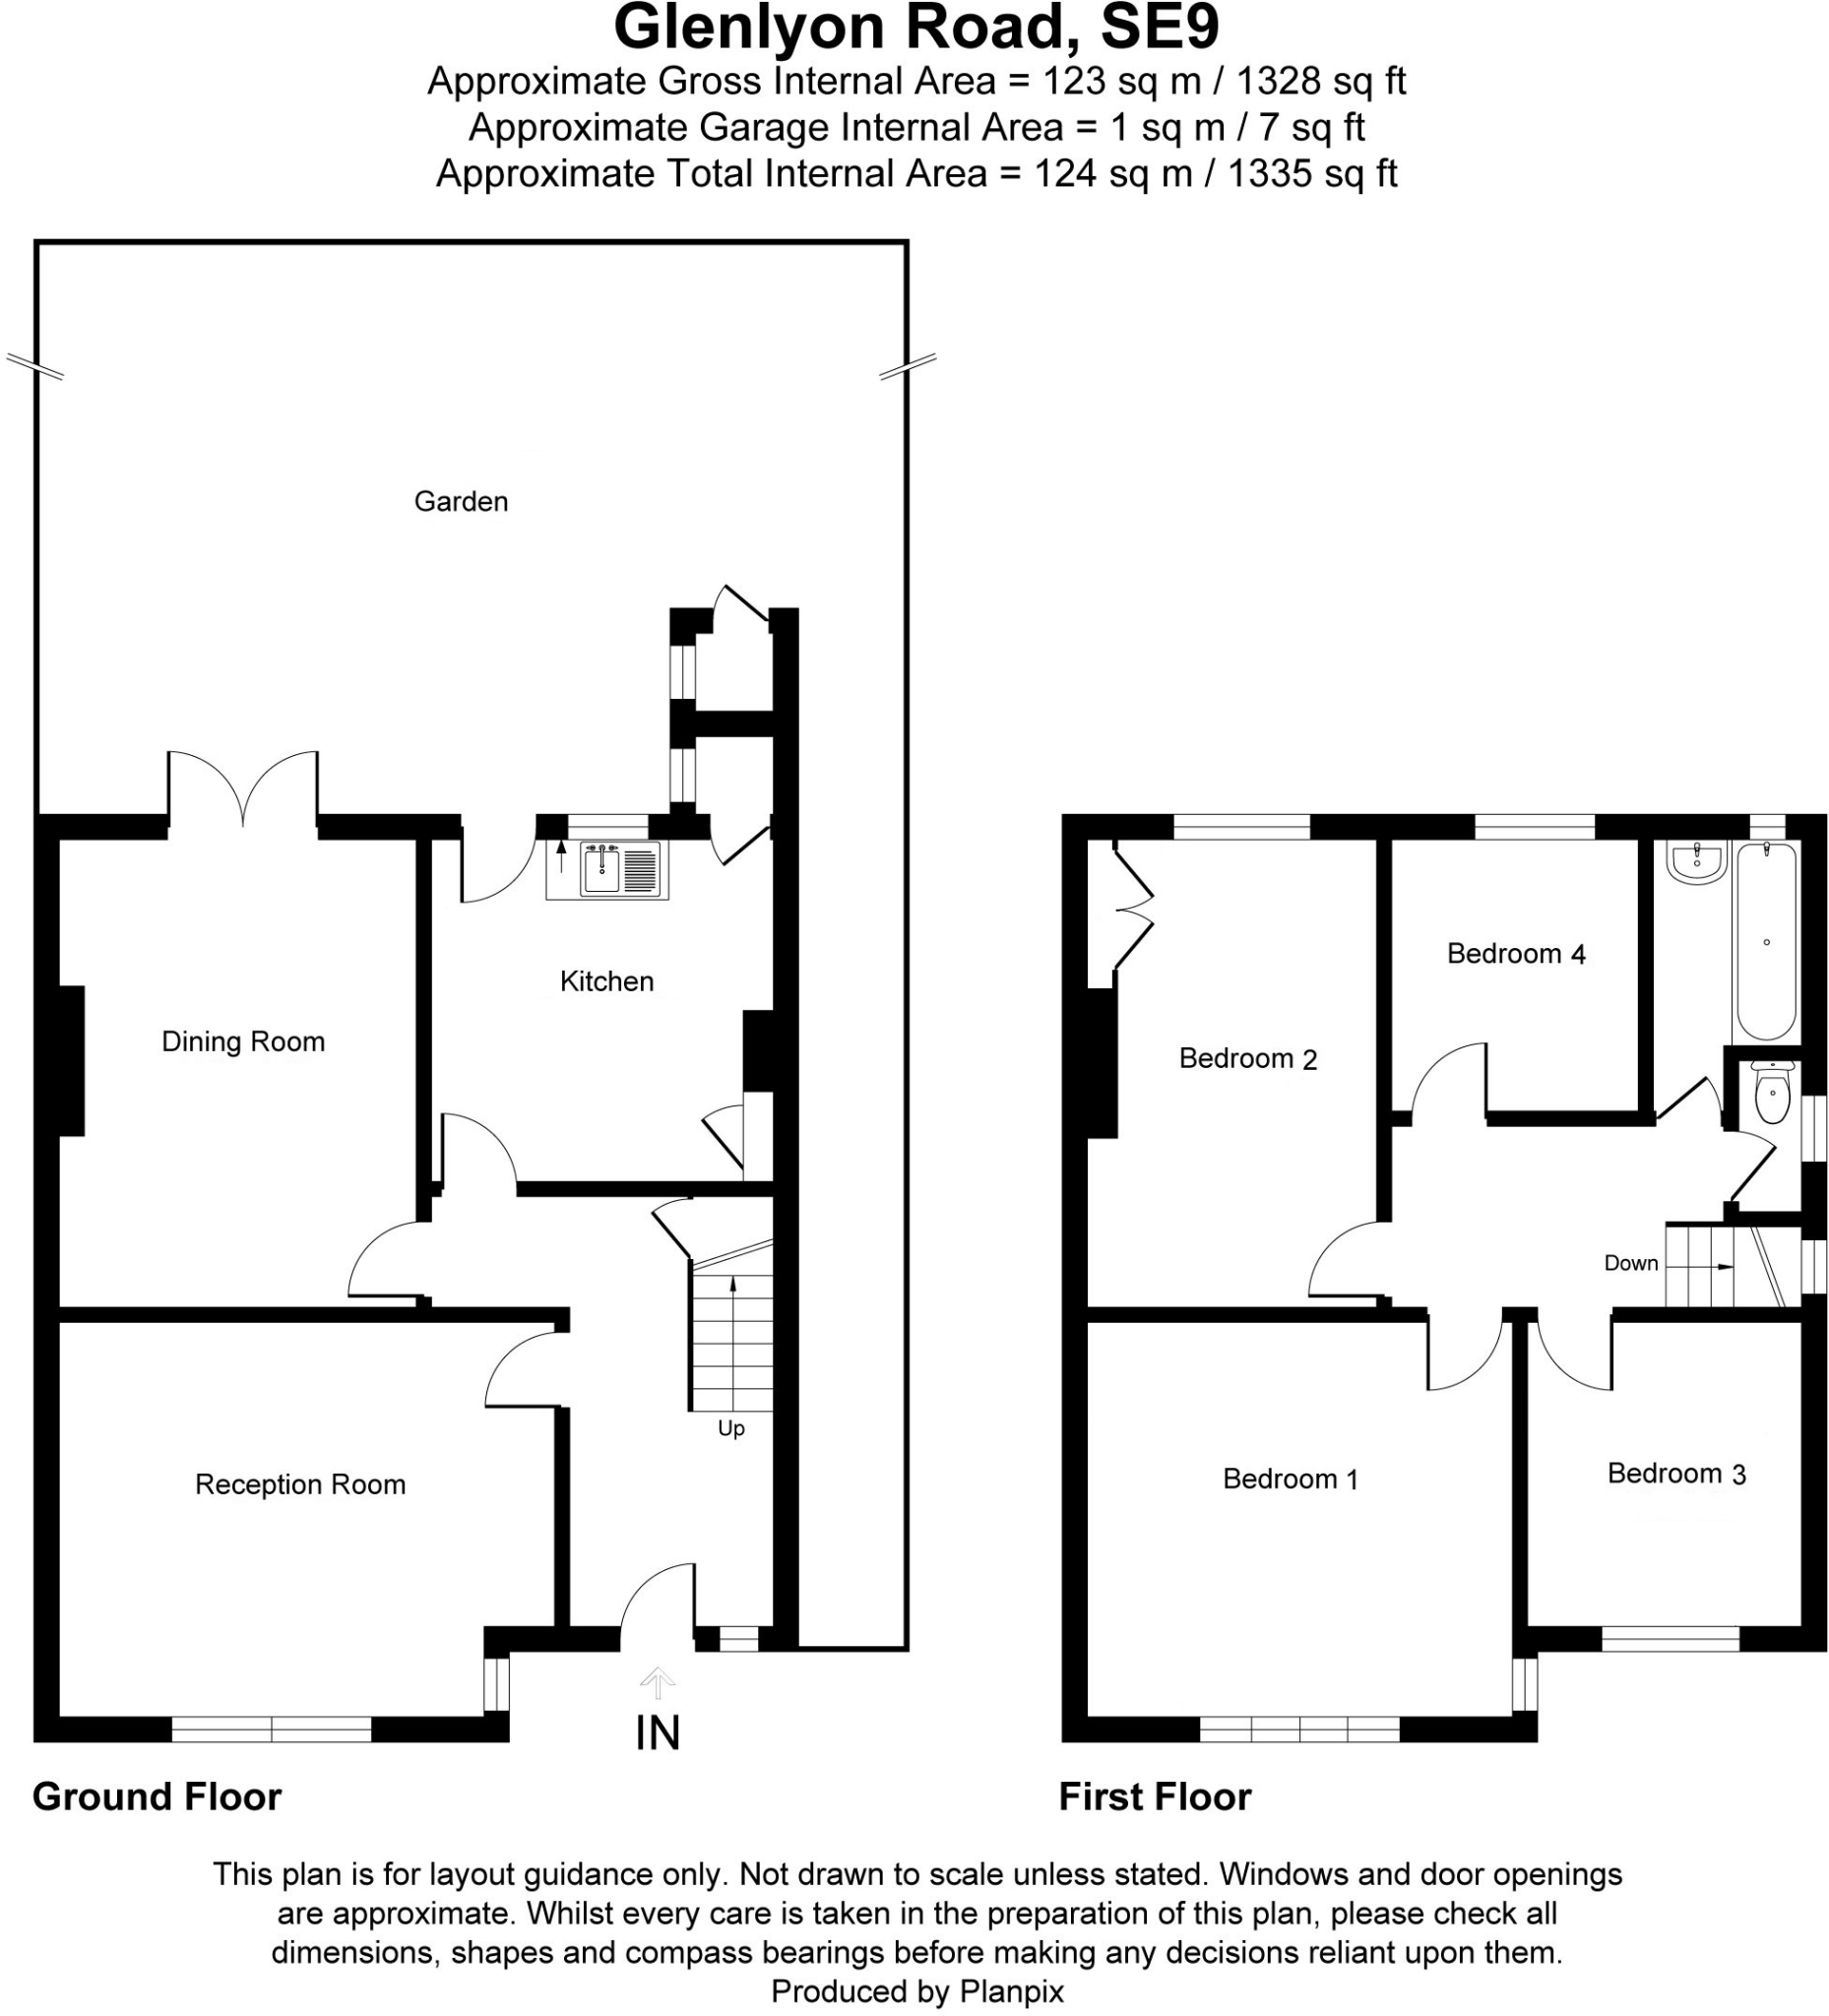 Glenlyon Road, SE9
Approximate Gross Internal Area = 123 sq m / 1328 sq ft
Approximate Garage Internal Area = 1 sq m / 7 sq ft
Approximate Total Internal Area = 124 sq m / 1335 sq ft
Garden
Kitchen
Dining Room
Up
Reception Room
IN
Ground Floor
Bedroom 4
Bedroom 2
Down
Bedroom 1
Bedroom 3
First Floor
This plan is for layout guidance only. Not drawn to scale unless stated. Windows and door openings
are approximate. Whilst every care is taken in the preparation of this plan, please check all
dimensions, shapes and compass bearings before making any decisions reliant upon them.
Produced by Planpix